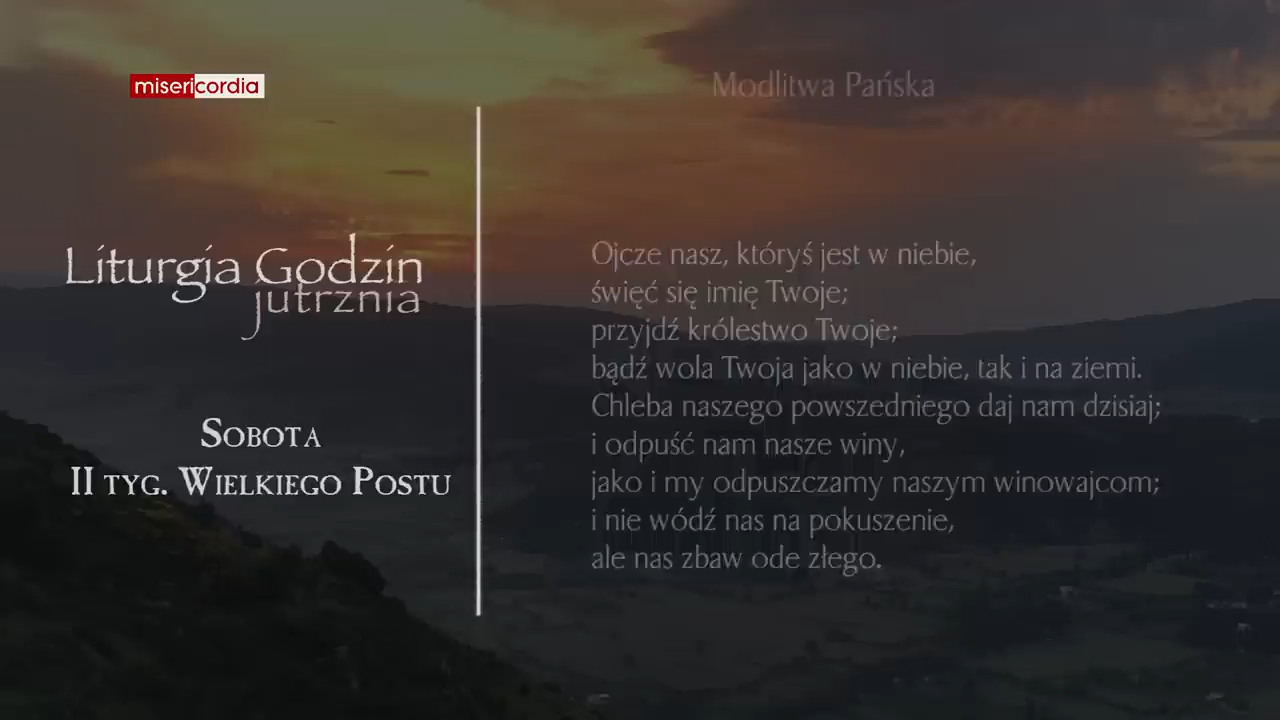 misericordia
Liturgia Godzin
jutrznia
Sobota
II tyg. Wielkiego Postu
Modlitwa Pańska
Ojcze nasz, któryś jest w niebie,
święć się imię Twoje;
przyjdź królestwo Twoje;
bądź wola Twoja jako w niebie, tak i na ziemi.
Chleba naszego powszedniego daj nam dzisiaj;
i odpuść nam nasze winy,
jako i my odpuszczamy naszym winowajcom;
i nie wódź nas na pokuszenie,
ale nas zbaw ode złego.